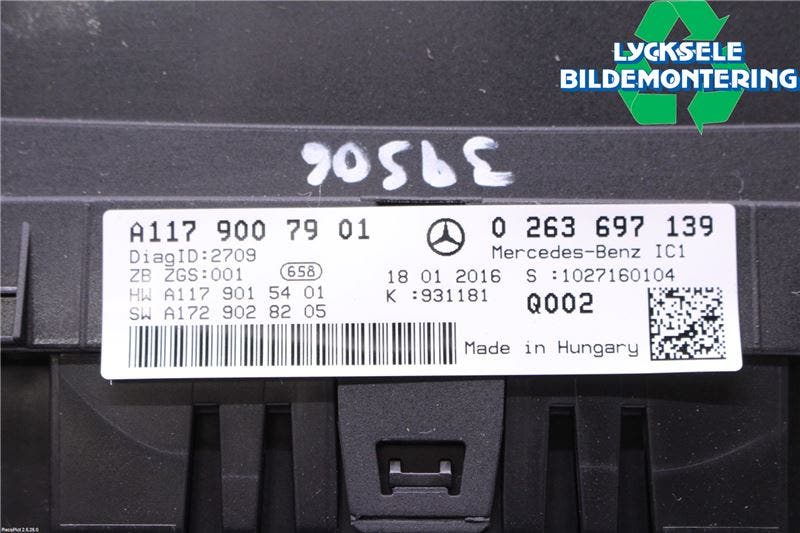 LYCKSELE
BILDEMONTERING
39506
A117 900 79 01
0 263 697 139
DiagID:2709
Mercedes-Benz IC1
ZB ZGS:001
658
18 01 2016
S :1027160104
HW A117 901 54 01
K :931181
Q002
SW A172 902 82 05
Made in Hungary